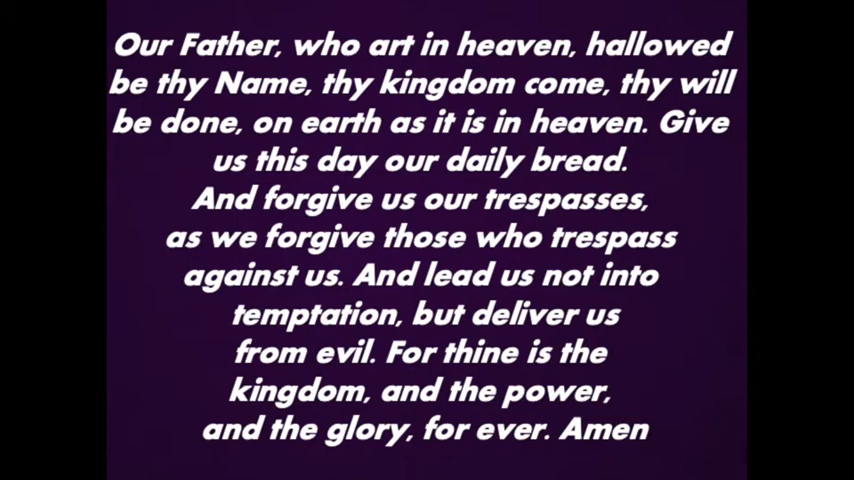 Our Father, who art in heaven, hallowed
be thy Name, thy kingdom come, thy will
be done, on earth as it is in heaven. Give
us this day our daily bread.
And forgive us our trespasses,
as we forgive those who trespass
against us. And lead us not into
temptation, but deliver us
from evil. For thine is the
kingdom, and the power,
and the glory, for ever. Amen